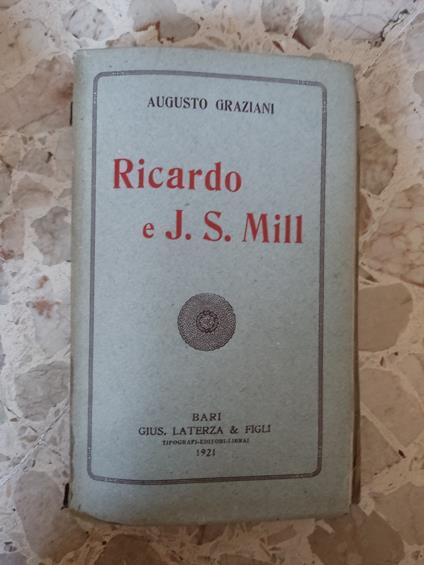 AUGUSTO GRAZIANI
Ricardo
e J. S. Mill
BARI
GIUS. LATERZA & FIGLI
TIPOGRAFI-EDITORI-LIBRAI
1921